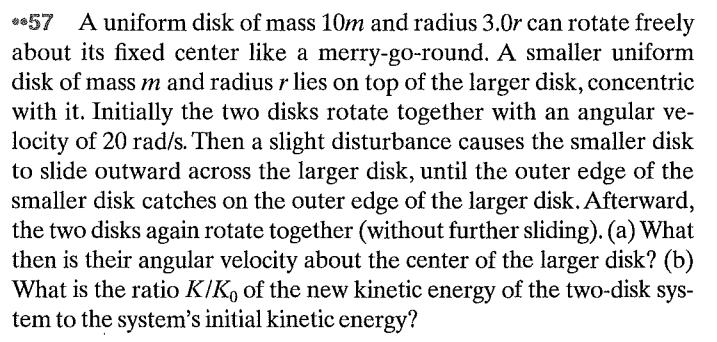 ••57 A uniform disk of mass 10m and radius 3.0r can rotate freely
about its fixed center like a merry-go-round. A smaller uniform
disk of mass m and radius r lies on top of the larger disk, concentric
with it. Initially the two disks rotate together with an angular ve-
locity of 20 rad/s. Then a slight disturbance causes the smaller disk
to slide outward across the larger disk, until the outer edge of the
smaller disk catches on the outer edge of the larger disk. Afterward,
the two disks again rotate together (without further sliding). (a) What
then is their angular velocity about the center of the larger disk? (b)
What is the ratio K/K₀ of the new kinetic energy of the two-disk sys-
tem to the system's initial kinetic energy?